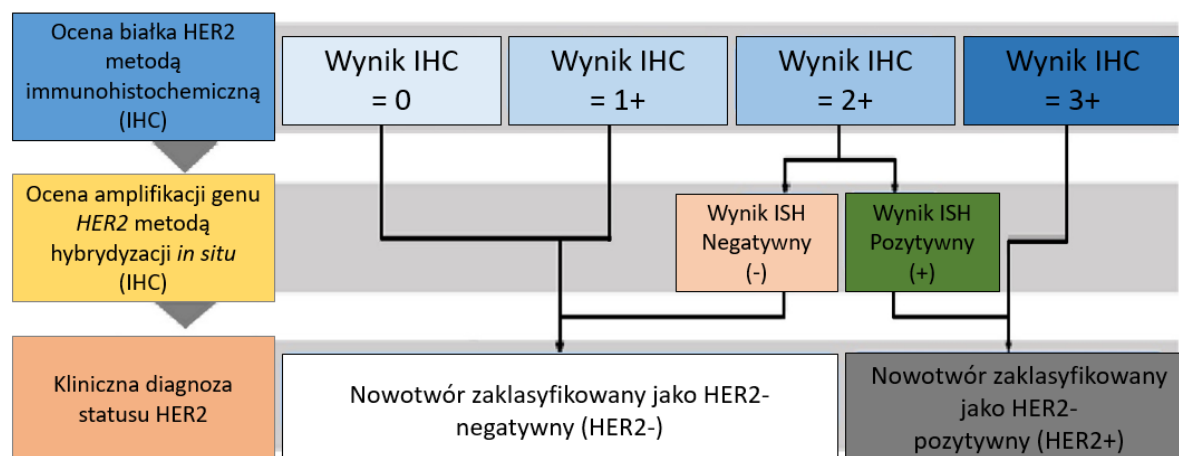 Ocena białka HER2
metodą
immunohistochemiczną
(IHC)
Wynik IHC
= 0
Wynik IHC
= 1+
Wynik IHC
= 2+
Wynik IHC
= 3+
Ocena amplifikacji genu
HER2 metodą
hybrydyzacji in situ
(IHC)
Wynik ISH
Negatywny
(-)
Wynik ISH
Pozytywny
(+)
Kliniczna diagnoza
statusu HER2
Nowotwór zaklasyfikowany jako HER2-
negatywny (HER2-)
Nowotwór zaklasyfikowany
jako HER2-
pozytywny (HER2+)